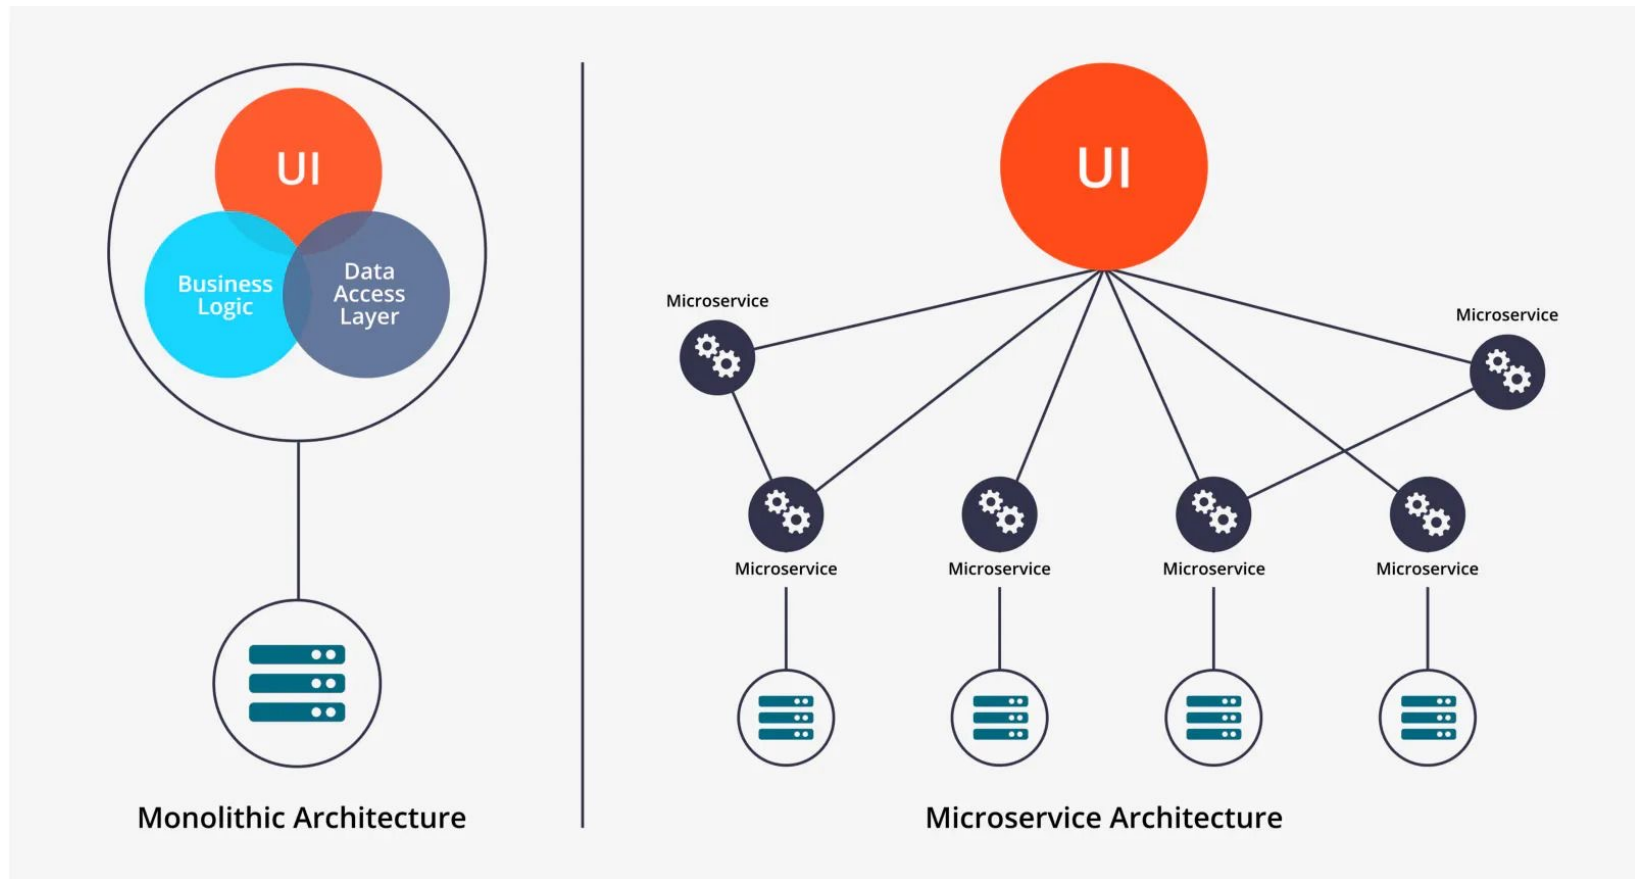 UI
Business
Logic
Data
Access
Layer
Monolithic Architecture
UI
Microservice
Microservice
Microservice
Microservice
Microservice
Microservice
Microservice Architecture